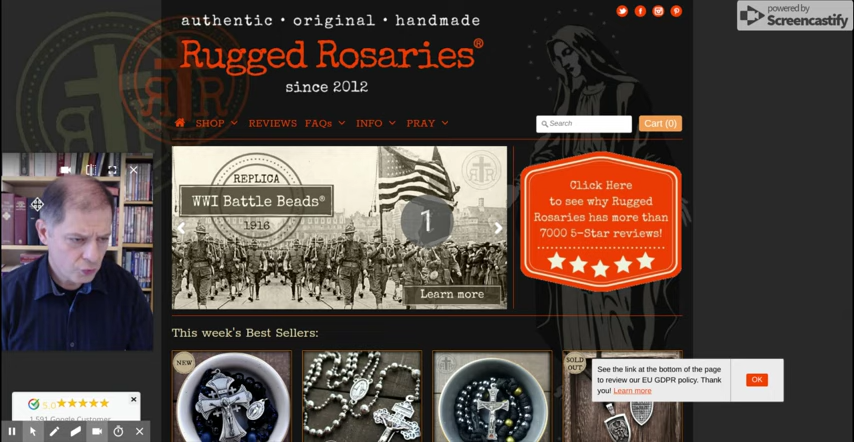 powered by
Screencastify
authentic • original • handmade
Rugged Rosaries®
since 2012
SHOP
REVIEWS
FAQs
INFO
PRAY
Search
Cart (0)
REPLICA
WWI Battle Beads®
1916
1
Learn more
Click Here
to see why Rugged
Rosaries has more than
7000 5-Star reviews!
This week's Best Sellers:
NEW
SOLD
OUT
See the link at the bottom of the page
to review our EU GDPR policy. Thank
you! Learn more
OK
5.0
1,591 Google Customer